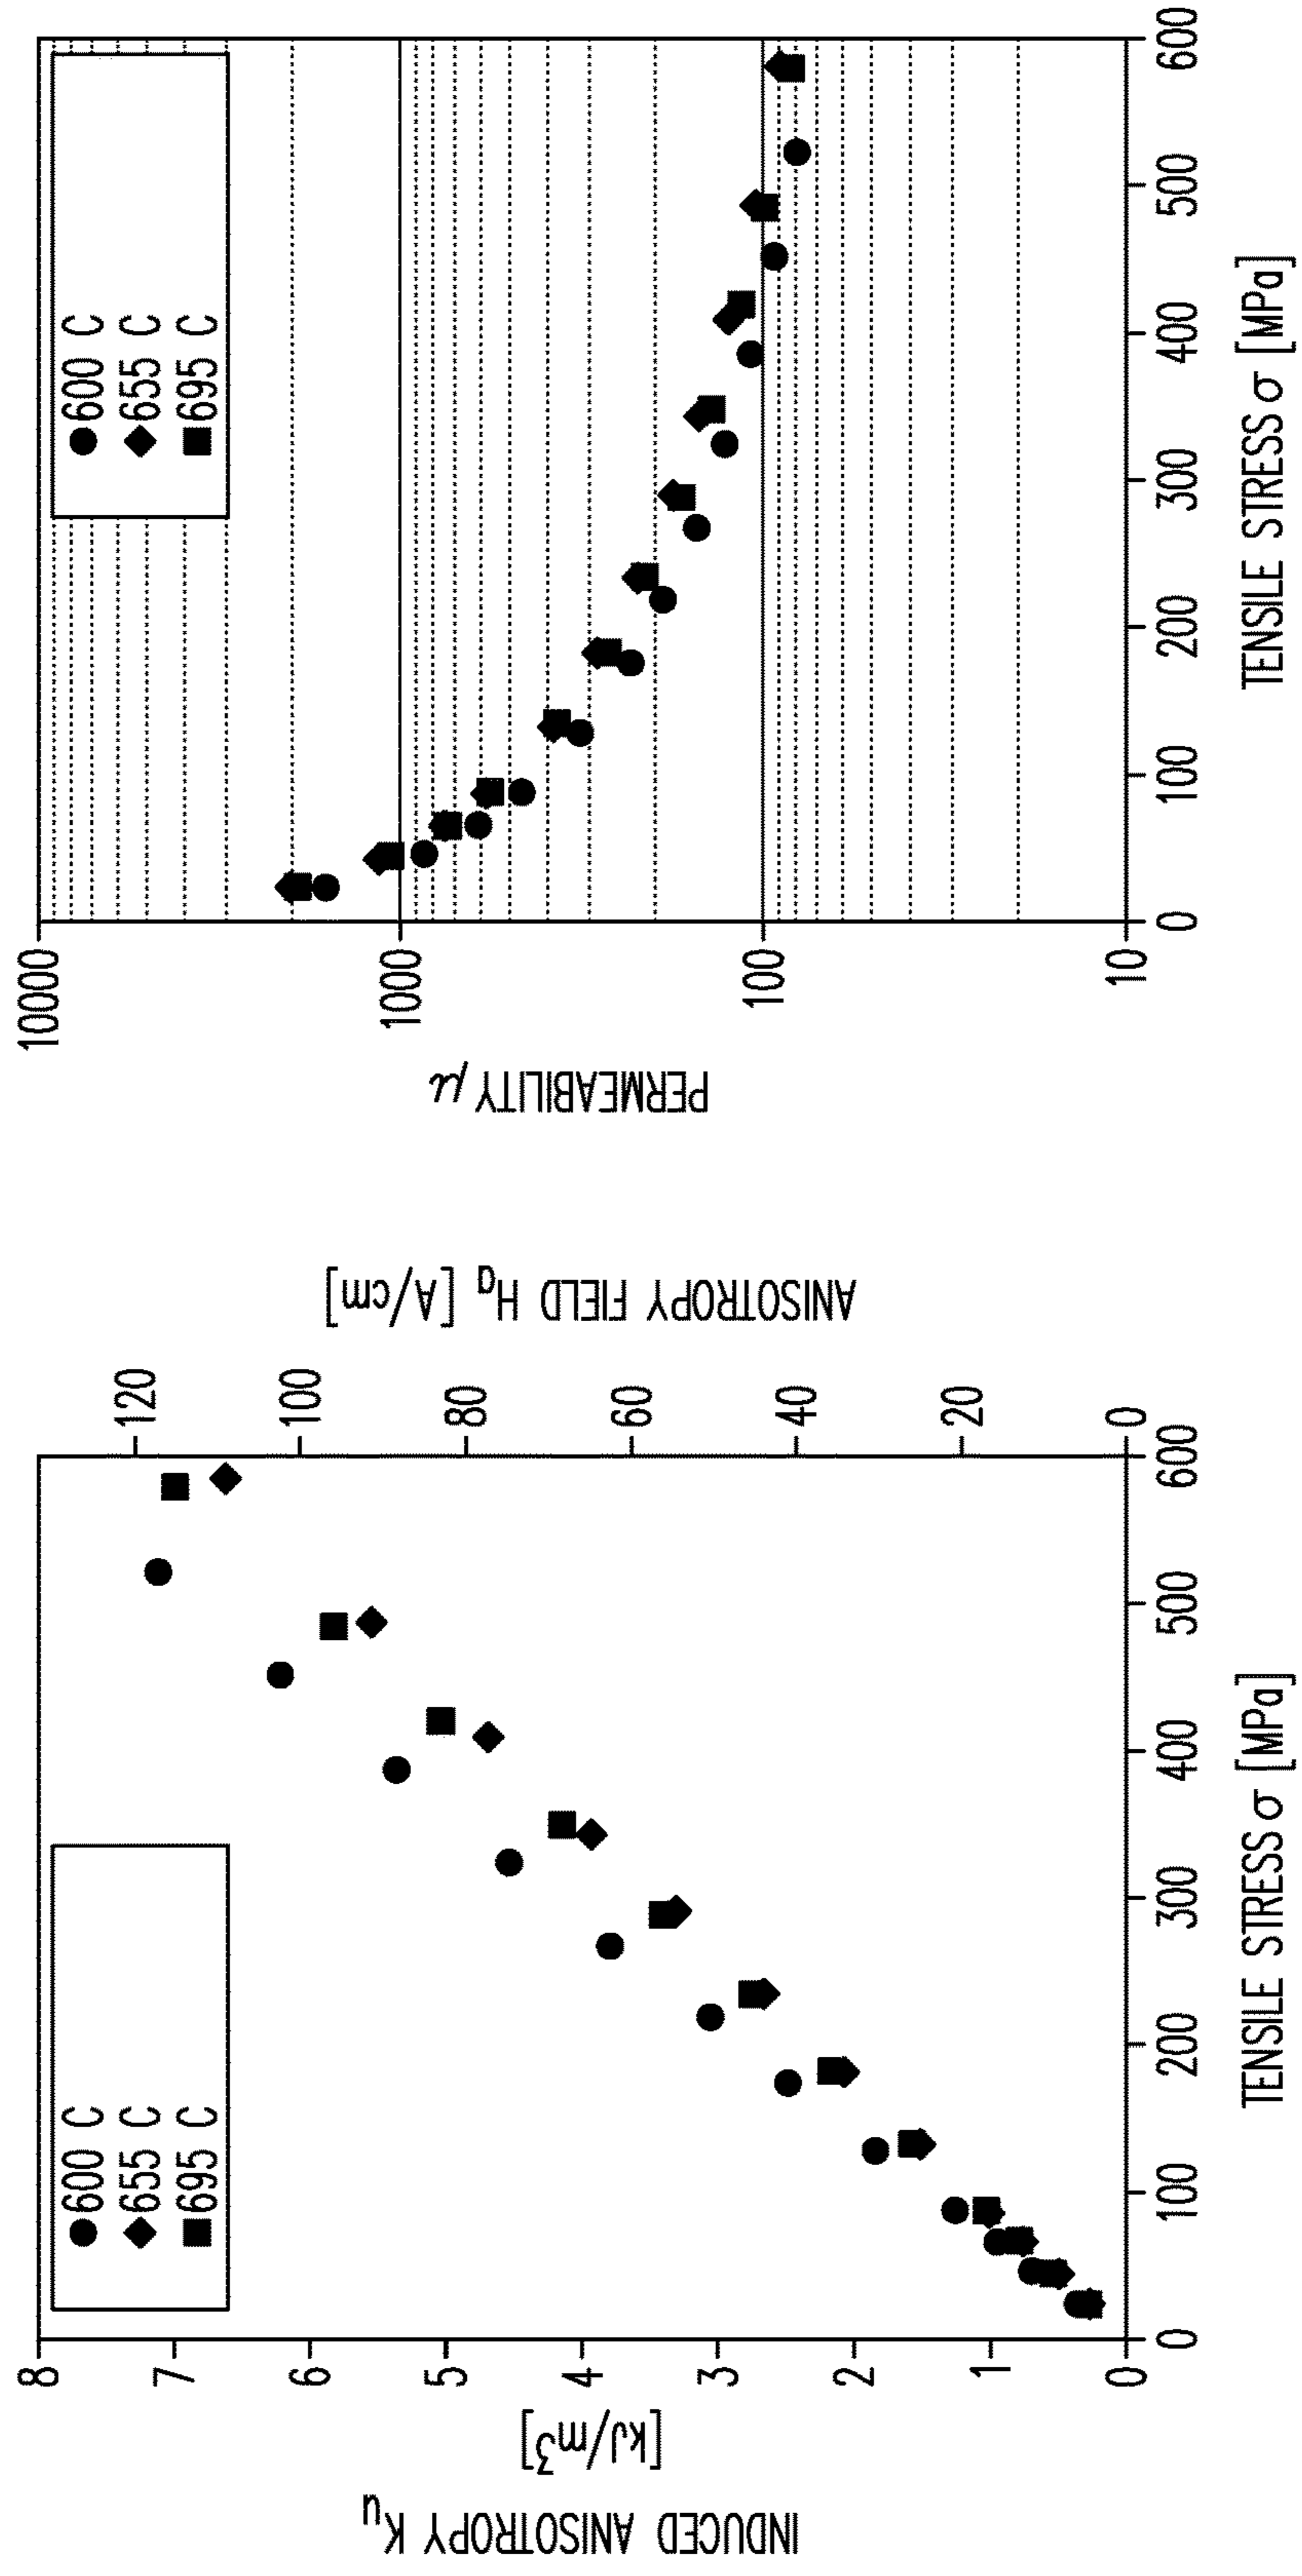 INDUCED ANISOTROPY Ku
[kJ/m³]
8
7
6
5
4
3
2
1
0
600 C
655 C
695 C
0 100 200 300 400 500 600
TENSILE STRESS σ [MPa]
120
100
80
60
40
20
0
ANISOTROPY FIELD Ha [A/cm]
PERMEABILITY μ
10000
1000
100
10
600 C
655 C
695 C
0 100 200 300 400 500 600
TENSILE STRESS σ [MPa]